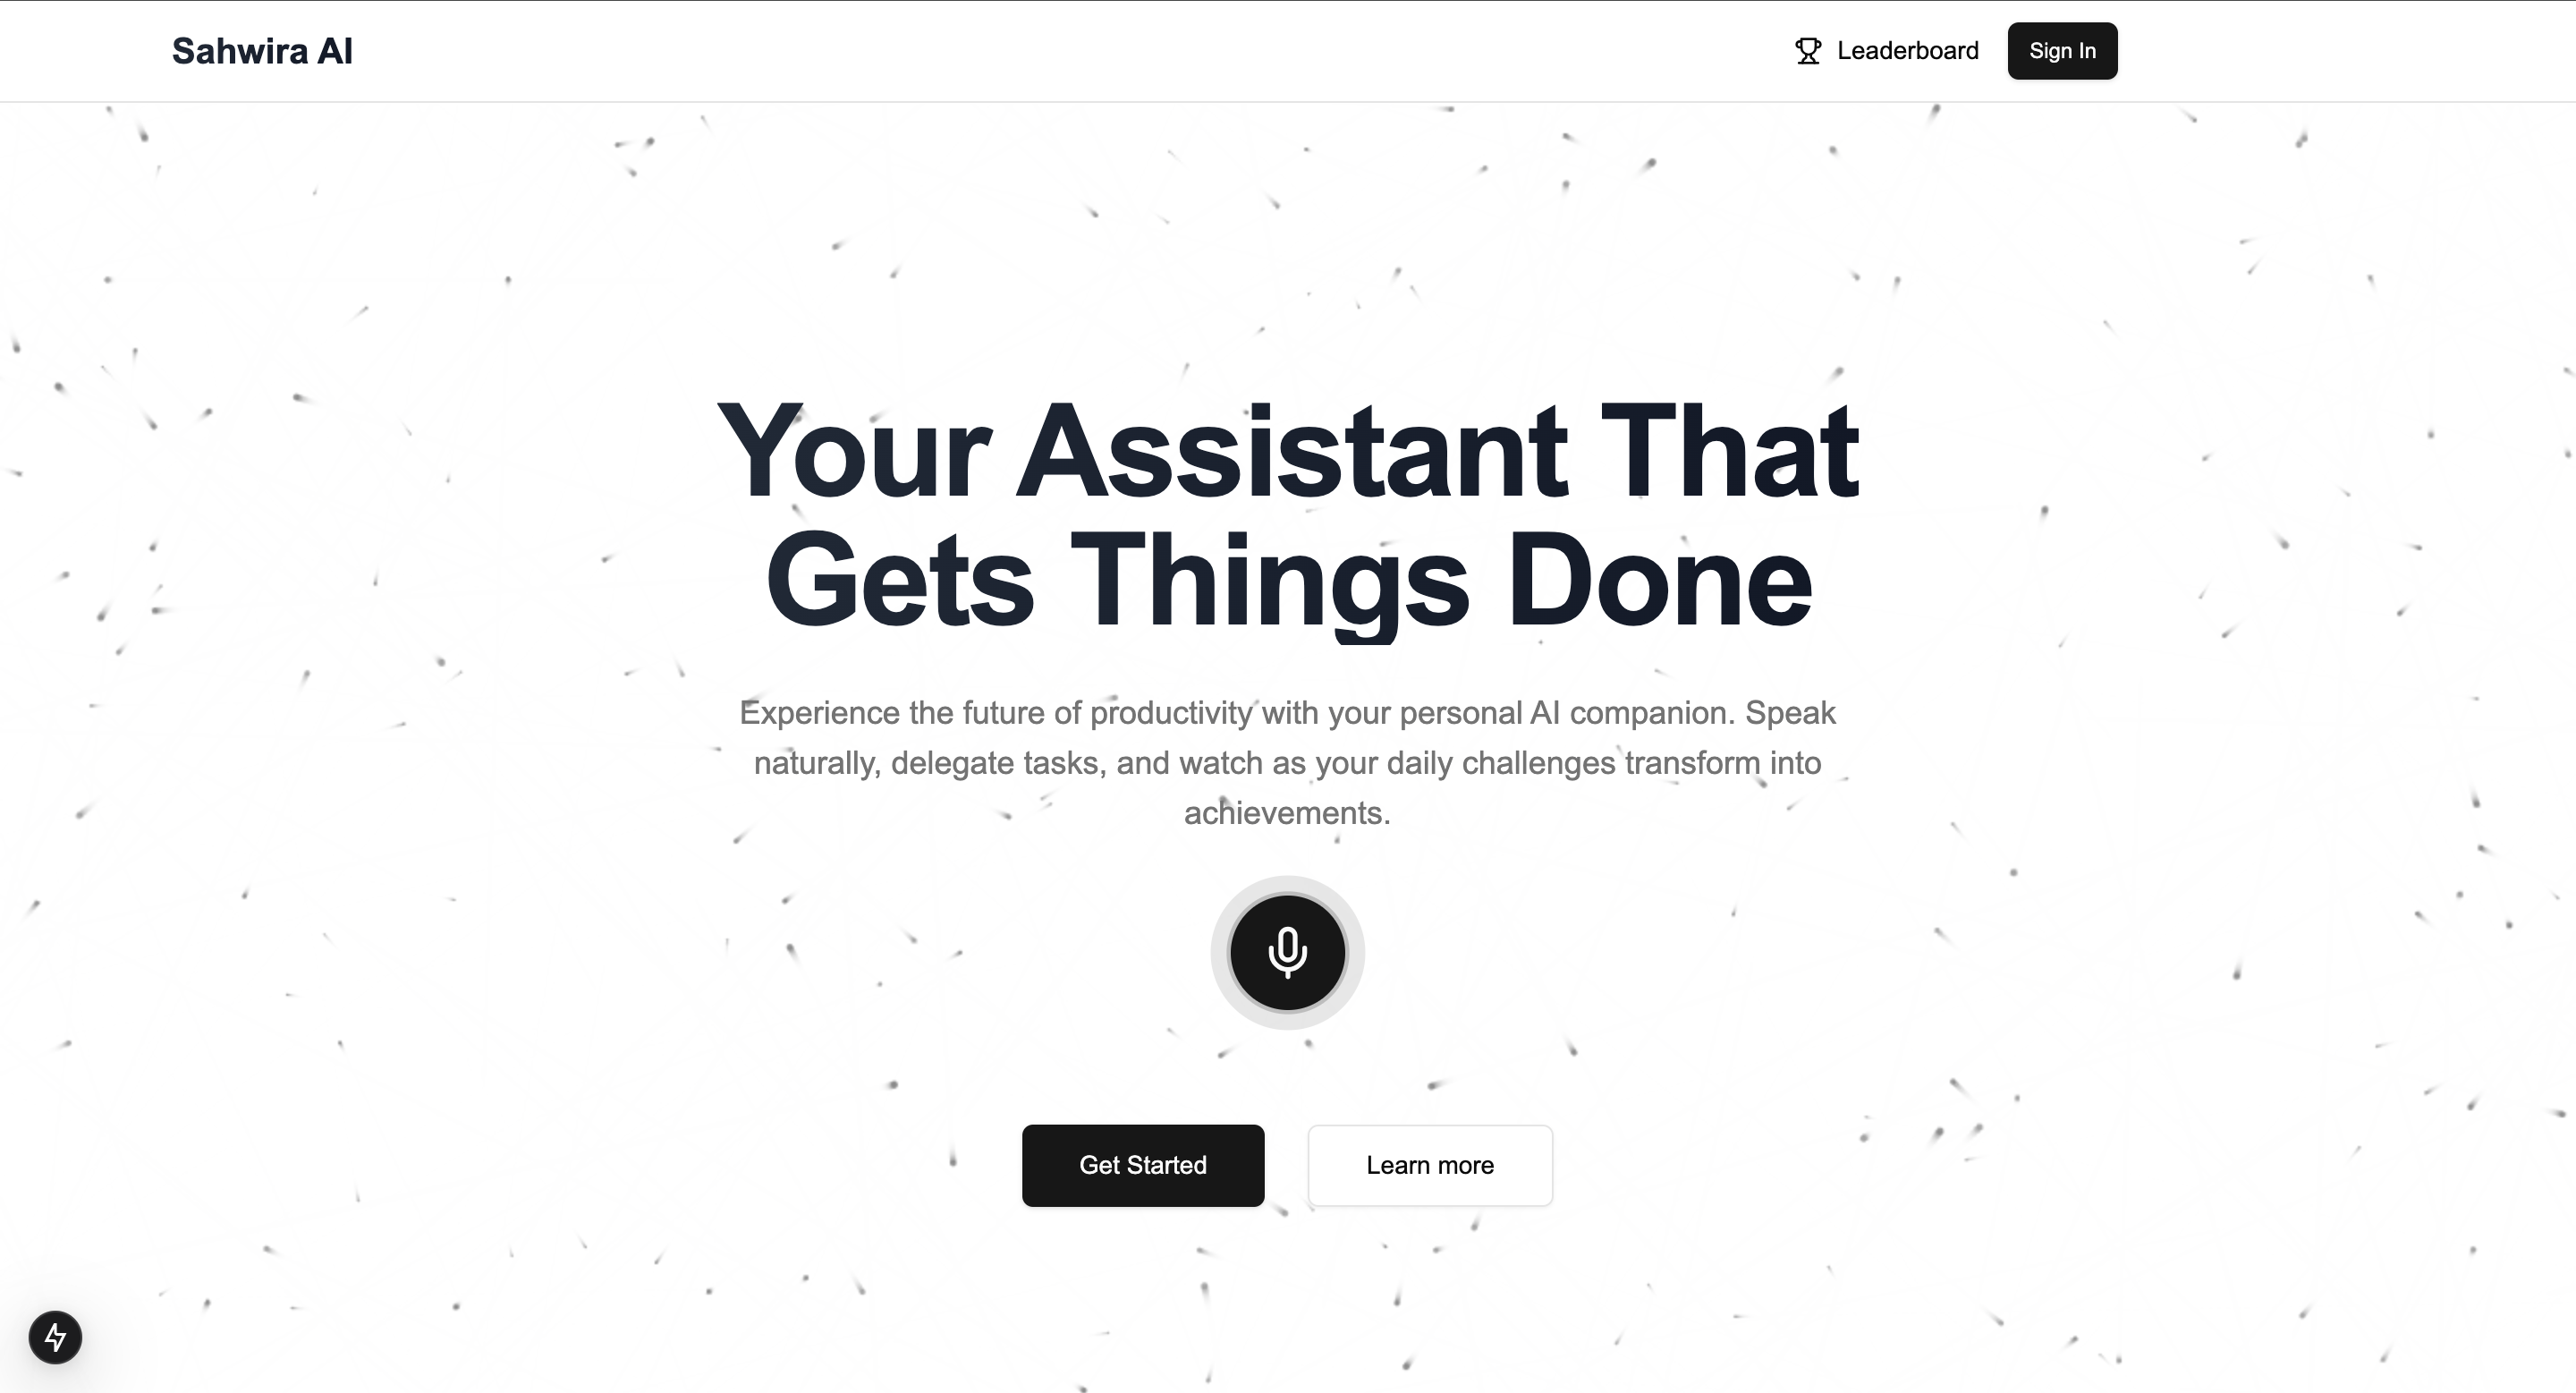 Sahwira AI
Leaderboard
Sign In
Your Assistant That
Gets Things Done
Experience the future of productivity with your personal AI companion. Speak
naturally, delegate tasks, and watch as your daily challenges transform into
achievements.
Get Started
Learn more